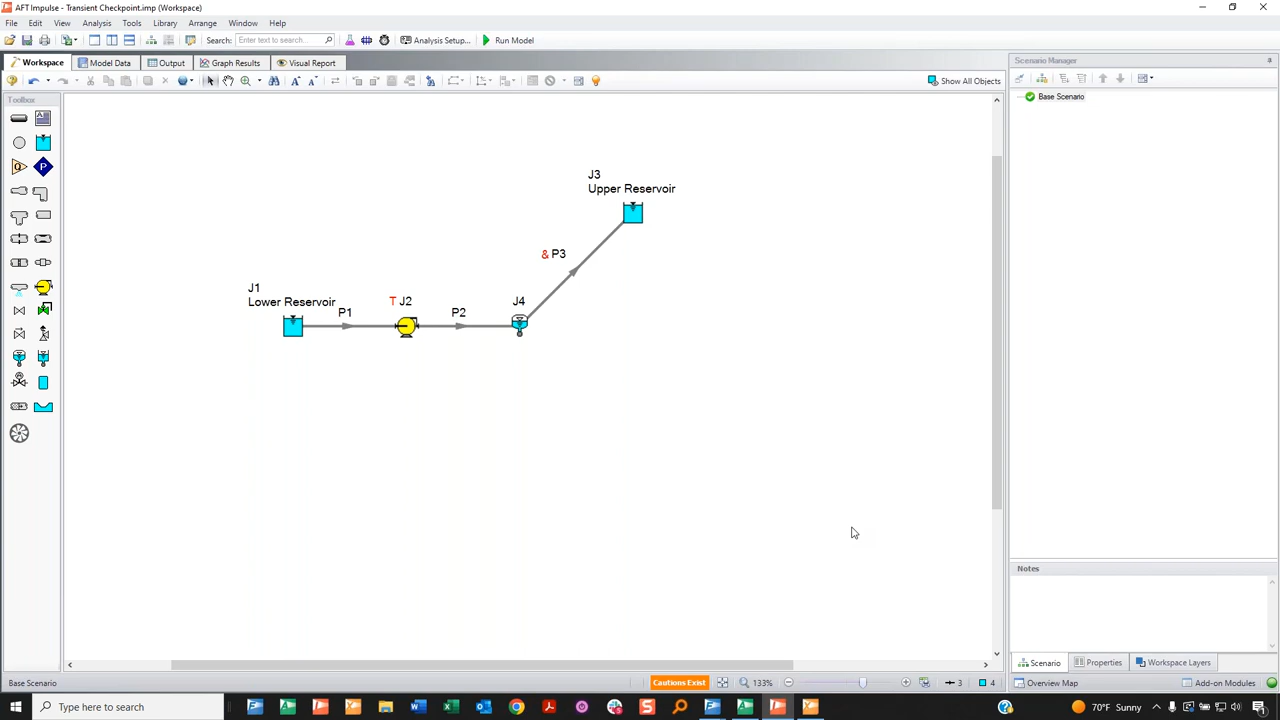 AFT Impulse - Transient Checkpoint.imp (Workspace)
File Edit View Analysis Tools Library Arrange Window Help
Search: Enter text to search... Analysis Setup... Run Model
Workspace Model Data Output Graph Results Visual Report
Show All Objects
Toolbox
J3
Upper Reservoir
& P3
J1
Lower Reservoir
P1
T J2
P2
J4
Scenario Manager
Base Scenario
Notes
Scenario Properties Workspace Layers
Base Scenario
Cautions Exist
133%
3
4
Overview Map
Add-on Modules
Type here to search
70°F Sunny